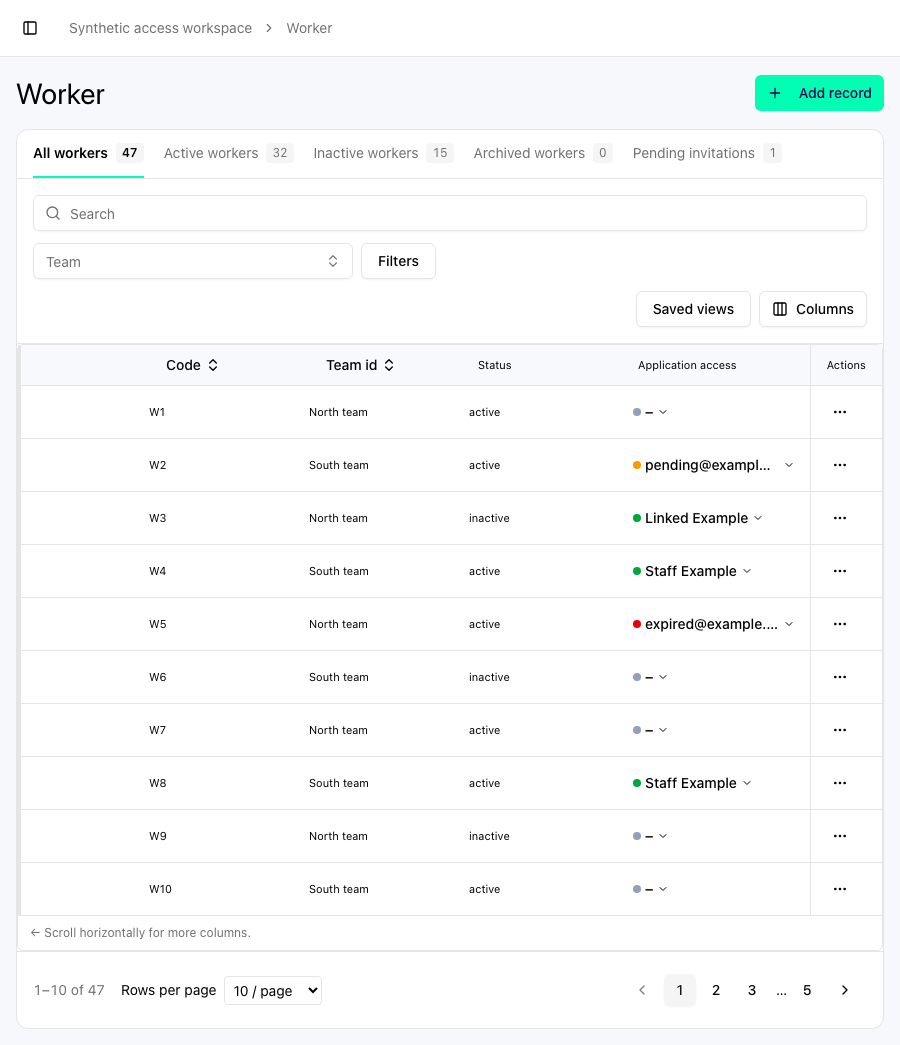 Synthetic access workspace > Worker
Worker
+ Add record
All workers 47 Active workers 32 Inactive workers 15 Archived workers 0 Pending invitations 1
Search
Team Filters
Saved views Columns
Code Team id Status Application access Actions
W1 North team active – ...
W2 South team active pending@exampl... ...
W3 North team inactive Linked Example ...
W4 South team active Staff Example ...
W5 North team active expired@example.... ...
W6 South team inactive – ...
W7 North team active – ...
W8 South team active Staff Example ...
W9 North team inactive – ...
W10 South team active – ...
← Scroll horizontally for more columns.
1–10 of 47 Rows per page 10 / page < 1 2 3 ... 5 >